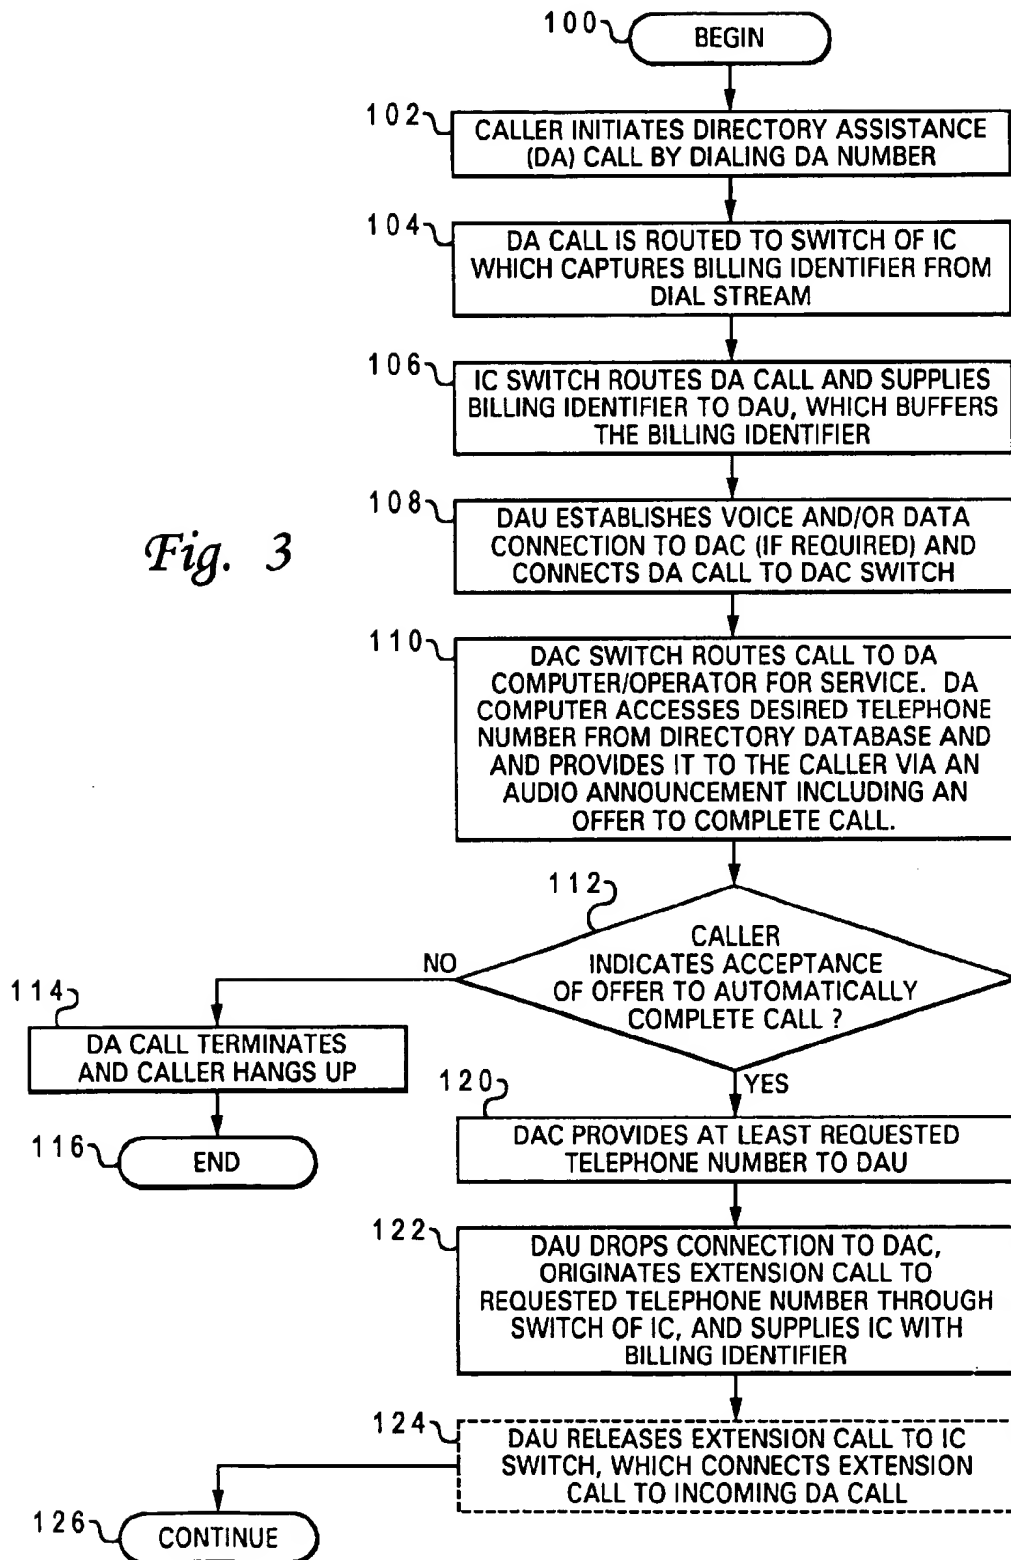 100
BEGIN
102
CALLER INITIATES DIRECTORY ASSISTANCE
(DA) CALL BY DIALING DA NUMBER
104
DA CALL IS ROUTED TO SWITCH OF IC
WHICH CAPTURES BILLING IDENTIFIER FROM
DIAL STREAM
106
IC SWITCH ROUTES DA CALL AND SUPPLIES
BILLING IDENTIFIER TO DAU, WHICH BUFFERS
THE BILLING IDENTIFIER
Fig. 3
108
DAU ESTABLISHES VOICE AND/OR DATA
CONNECTION TO DAC (IF REQUIRED) AND
CONNECTS DA CALL TO DAC SWITCH
110
DAC SWITCH ROUTES CALL TO DA
COMPUTER/OPERATOR FOR SERVICE. DA
COMPUTER ACCESSES DESIRED TELEPHONE
NUMBER FROM DIRECTORY DATABASE AND
AND PROVIDES IT TO THE CALLER VIA AN
AUDIO ANNOUNCEMENT INCLUDING AN
OFFER TO COMPLETE CALL.
112
CALLER
INDICATES ACCEPTANCE
OF OFFER TO AUTOMATICALLY
COMPLETE CALL ?
NO
114
DA CALL TERMINATES
AND CALLER HANGS UP
116
END
YES
120
DAC PROVIDES AT LEAST REQUESTED
TELEPHONE NUMBER TO DAU
122
DAU DROPS CONNECTION TO DAC,
ORIGINATES EXTENSION CALL TO
REQUESTED TELEPHONE NUMBER THROUGH
SWITCH OF IC, AND SUPPLIES IC WITH
BILLING IDENTIFIER
124
DAU RELEASES EXTENSION CALL TO IC
SWITCH, WHICH CONNECTS EXTENSION
CALL TO INCOMING DA CALL
126
CONTINUE